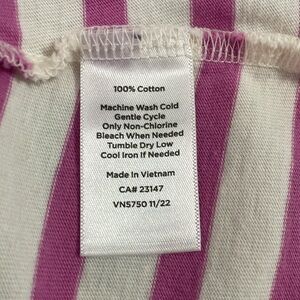 100% Cotton
Machine Wash Cold
Gentle Cycle
Only Non-Chlorine
Bleach When Needed
Tumble Dry Low
Cool Iron If Needed
Made In Vietnam
CA# 23147
VN5750 11/22